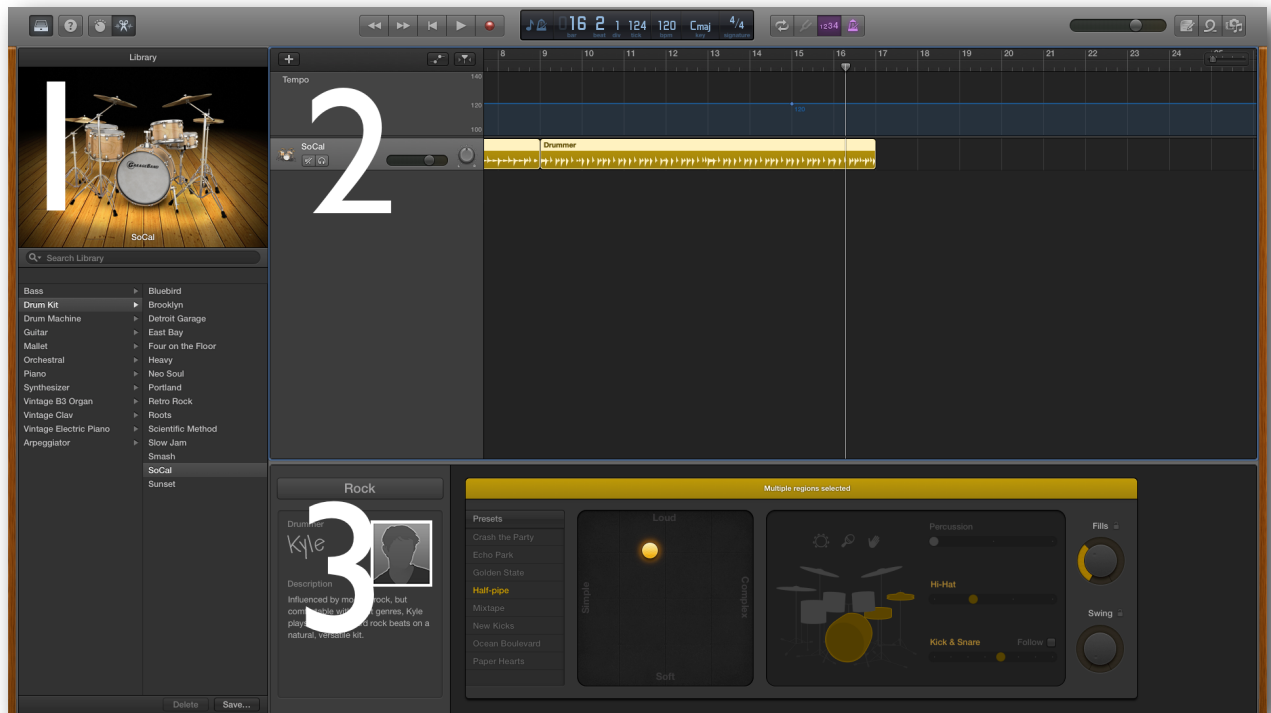 1234
016 2 1 124 120 Cmaj 4/4
bar beat div tick bpm key signature
Library
GarageBand
SoCal
Search Library
Bass
Drum Kit
Drum Machine
Guitar
Mallet
Orchestral
Piano
Synthesizer
Vintage B3 Organ
Vintage Clav
Vintage Electric Piano
Arpeggiator
Bluebird
Brooklyn
Detroit Garage
East Bay
Four on the Floor
Heavy
Neo Soul
Portland
Retro Rock
Roots
Scientific Method
Slow Jam
Smash
SoCal
Sunset
Delete Save...
1
8 9 10 11 12 13 14 15 16 17 18 19 20 21 22 23 24
Tempo
140
120
100
120
SoCal
Drummer
2
Rock
Drummer
Kyle
Description
Influenced by rock, but
genres, Kyle
rock beats on a
natural, versatile kit.
3
Multiple regions selected
Presets
Crash the Party
Echo Park
Golden State
Half-pipe
Mixtape
New Kicks
Ocean Boulevard
Paper Hearts
Loud
Simple
Complex
Soft
Percussion
Hi-Hat
Kick & Snare Follow
Fills
Swing